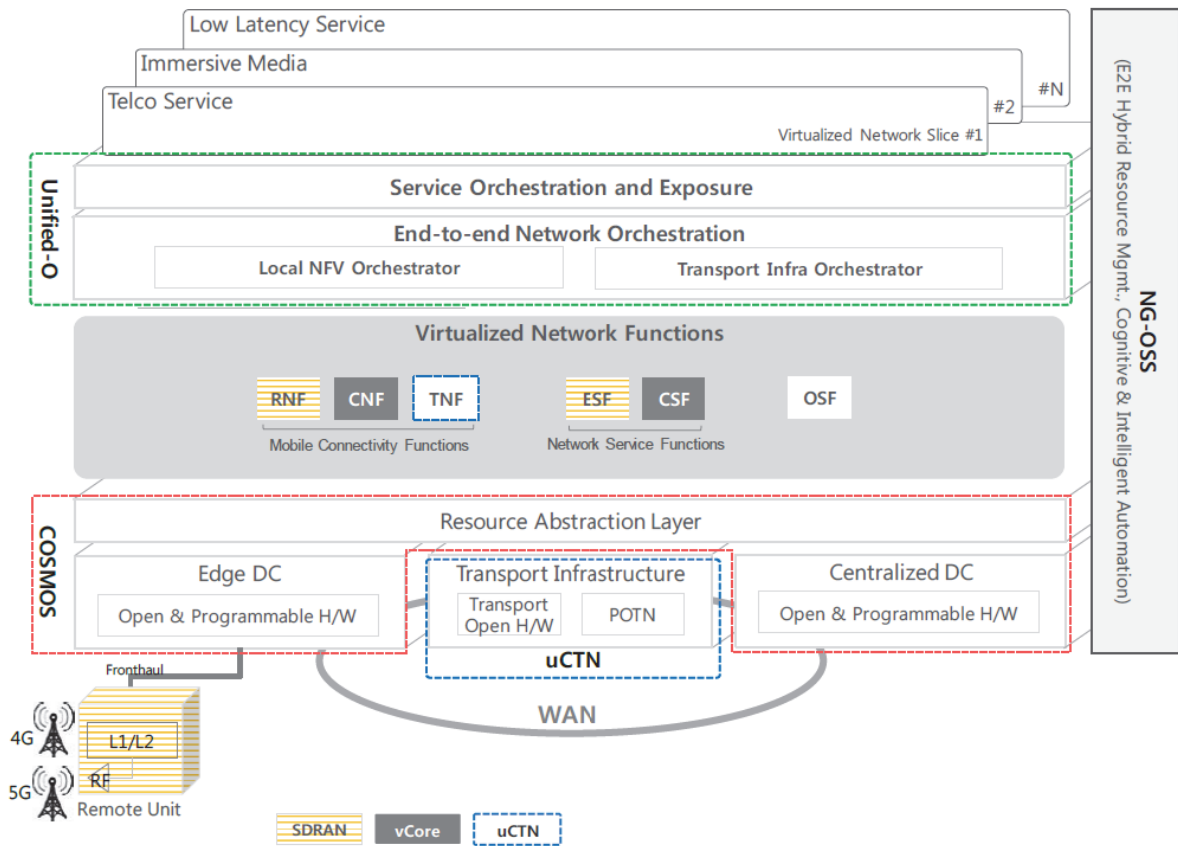 Low Latency Service
#N
Immersive Media
#2
Telco Service
Virtualized Network Slice #1
Unified-O
Service Orchestration and Exposure
End-to-end Network Orchestration
Local NFV Orchestrator
Transport Infra Orchestrator
Virtualized Network Functions
RNF
CNF
TNF
ESF
CSF
OSF
Mobile Connectivity Functions
Network Service Functions
COSMOS
Resource Abstraction Layer
Edge DC
Open & Programmable H/W
Transport Infrastructure
Transport
Open H/W
POTN
uCTN
Centralized DC
Open & Programmable H/W
NG-OSS
(E2E Hybrid Resource Mgmt., Cognitive & Intelligent Automation)
Fronthaul
WAN
4G
5G
L1/L2
RF
Remote Unit
SDRAN
vCore
uCTN